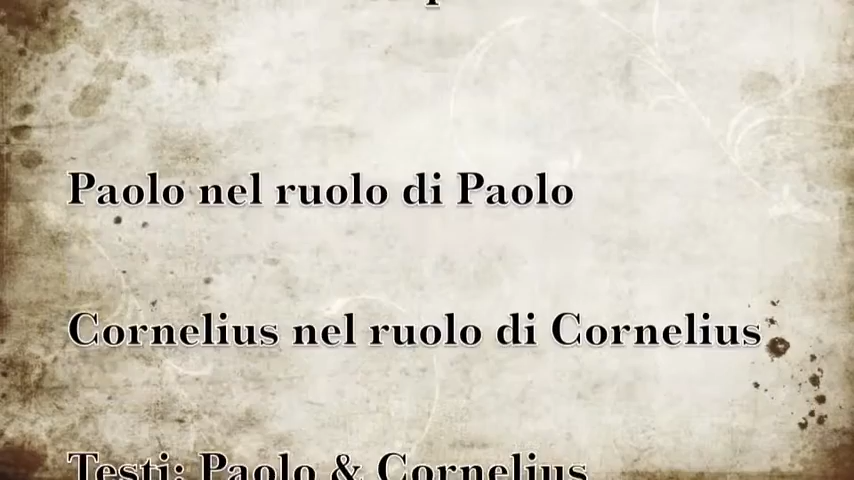 Paolo nel ruolo di Paolo
Cornelius nel ruolo di Cornelius
Testi: Paolo & Cornelius